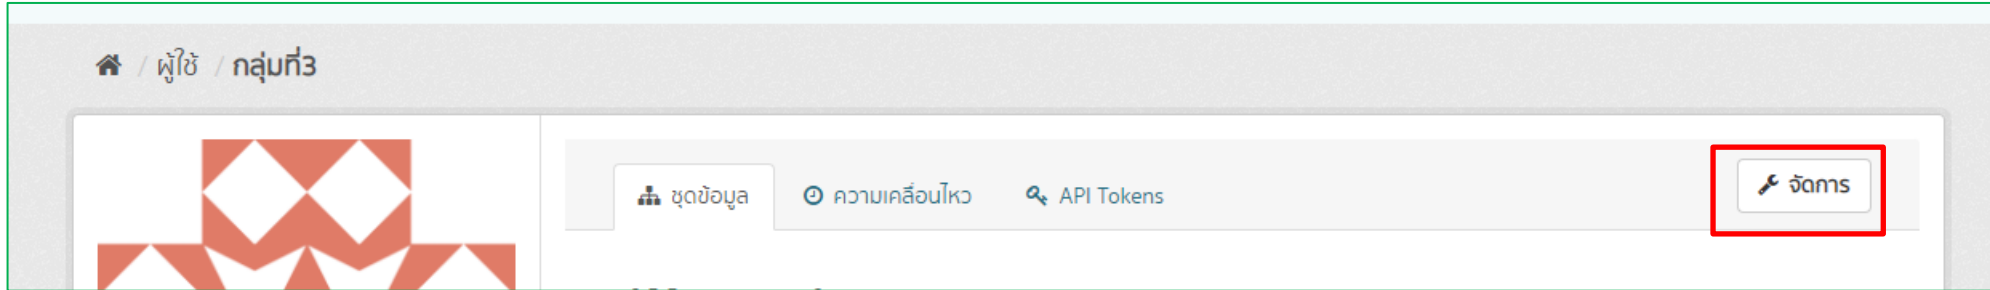 / ผู้ใช้ / กลุ่มที่3
ชุดข้อมูล ความเคลื่อนไหว API Tokens จัดการ